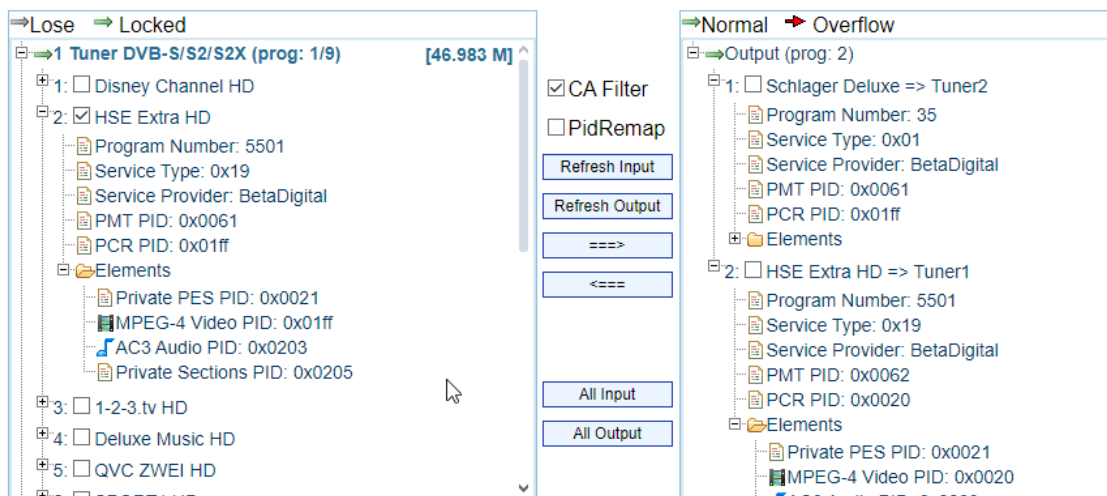 Lose Locked
1 Tuner DVB-S/S2/S2X (prog: 1/9) [46.983 M]
1: Disney Channel HD
2: HSE Extra HD
Program Number: 5501
Service Type: 0x19
Service Provider: BetaDigital
PMT PID: 0x0061
PCR PID: 0x01ff
Elements
Private PES PID: 0x0021
MPEG-4 Video PID: 0x01ff
AC3 Audio PID: 0x0203
Private Sections PID: 0x0205
3: 1-2-3.tv HD
4: Deluxe Music HD
5: QVC ZWEI HD
CA Filter
PidRemap
Refresh Input
Refresh Output
===>
<===
All Input
All Output
Normal Overflow
Output (prog: 2)
1: Schlager Deluxe => Tuner2
Program Number: 35
Service Type: 0x01
Service Provider: BetaDigital
PMT PID: 0x0061
PCR PID: 0x01ff
Elements
2: HSE Extra HD => Tuner1
Program Number: 5501
Service Type: 0x19
Service Provider: BetaDigital
PMT PID: 0x0062
PCR PID: 0x0020
Elements
Private PES PID: 0x0021
MPEG-4 Video PID: 0x0020